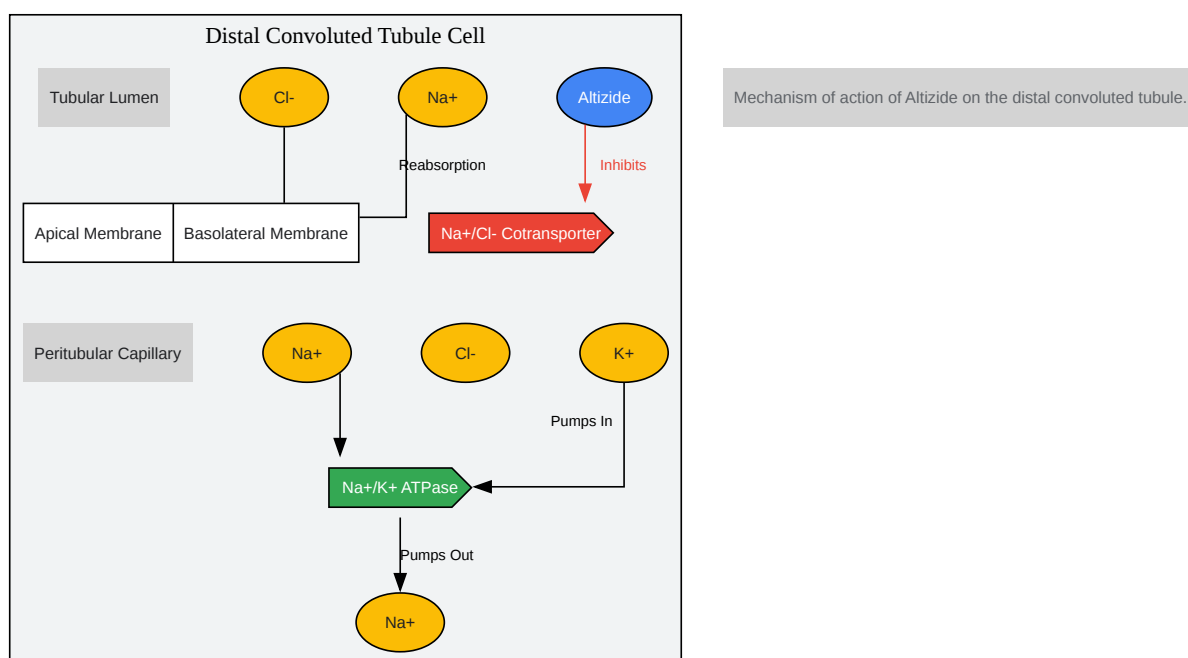 Distal Convoluted Tubule Cell
Tubular Lumen
Cl-
Na+
Altizide
Mechanism of action of Altizide on the distal convoluted tubule.
Reabsorption
Inhibits
Apical Membrane
Basolateral Membrane
Na+/Cl- Cotransporter
Peritubular Capillary
Na+
Cl-
K+
Pumps In
Na+/K+ ATPase
Pumps Out
Na+